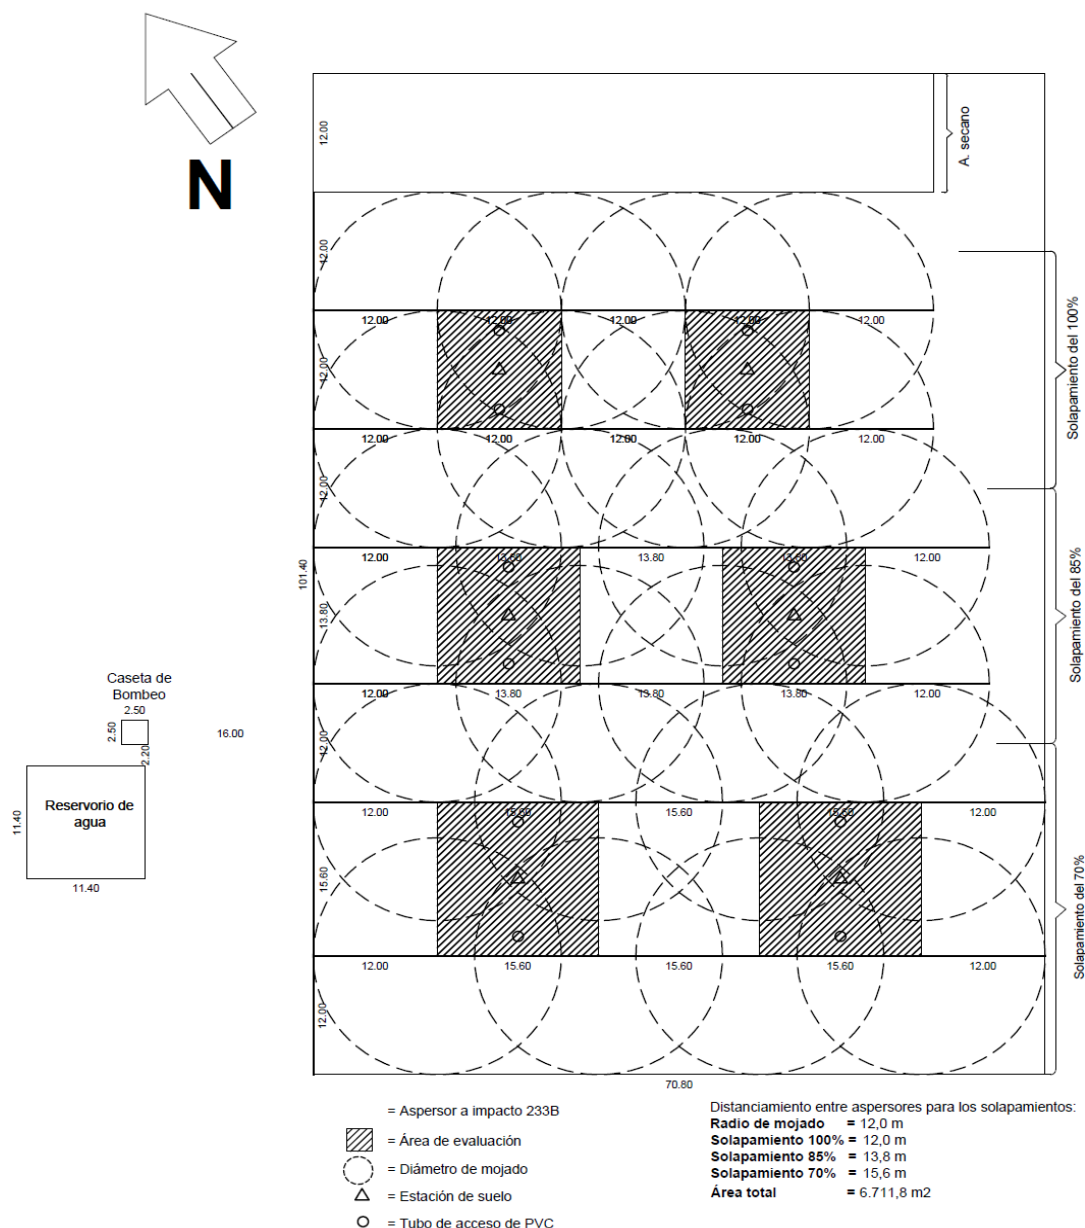 N
12.00
A. secano
12.00
Solapamiento del 100%
12.00 12.00 12.00 12.00 12.00
12.00
12.00 12.00 12.00 12.00 12.00
12.00
101.40
12.00 13.80 13.80 13.80 12.00
13.80
Solapamiento del 85%
12.00 13.80 13.80 13.80 12.00
12.00
Caseta de
Bombeo
2.50
2.50
2.20
16.00
Reservorio de
agua
11.40
11.40
12.00 15.60 15.60 15.60 12.00
15.60
Solapamiento del 70%
12.00 15.60 15.60 15.60 12.00
12.00
70.80
= Aspersor a impacto 233B
= Área de evaluación
= Diámetro de mojado
= Estación de suelo
= Tubo de acceso de PVC
Distanciamiento entre aspersores para los solapamientos:
Radio de mojado = 12,0 m
Solapamiento 100% = 12,0 m
Solapamiento 85% = 13,8 m
Solapamiento 70% = 15,6 m
Área total = 6.711,8 m2